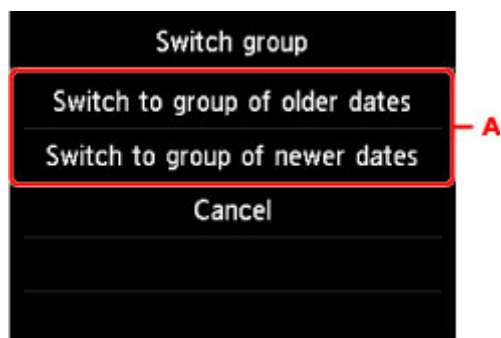 Switch group
Switch to group of older dates
A
Switch to group of newer dates
Cancel